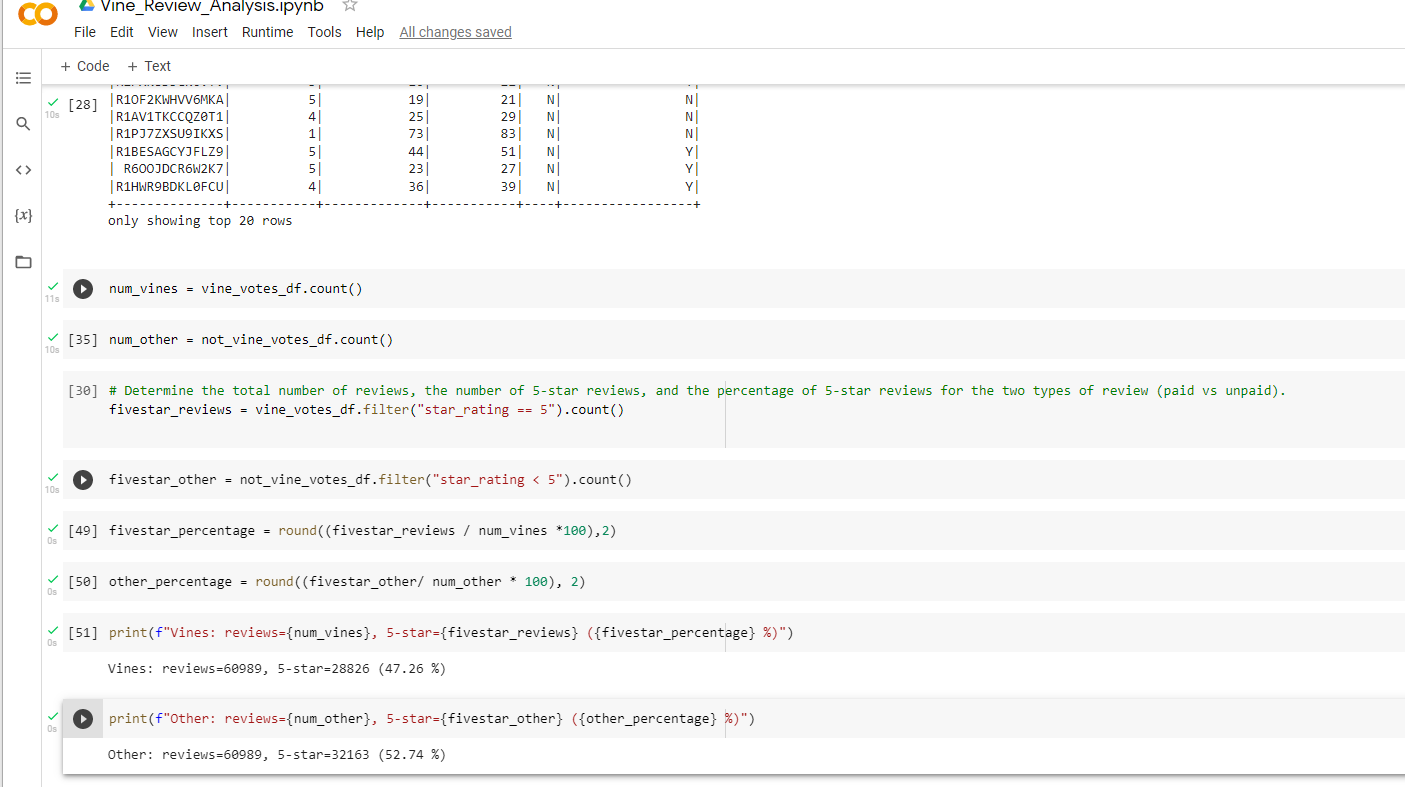 Vine_Review_Analysis.ipynb
File Edit View Insert Runtime Tools Help All changes saved
+ Code + Text
[28]
10s
|R1OF2KWHVV6MKA| 5| 19| 21| N| N|
|R1AV1TKCCQZ0T1| 4| 25| 29| N| N|
|R1PJ7ZXSU9IKXS| 1| 73| 83| N| N|
|R1BESAGCYJFLZ9| 5| 44| 51| N| Y|
| R6OOJDCR6W2K7| 5| 23| 27| N| Y|
|R1HWR9BDKL0FCU| 4| 36| 39| N| Y|
+--------------+-----------+-------------+-----------+----+-----------------+
only showing top 20 rows
{x}
11s
num_vines = vine_votes_df.count()
10s
[35] num_other = not_vine_votes_df.count()
[30] # Determine the total number of reviews, the number of 5-star reviews, and the percentage of 5-star reviews for the two types of review (paid vs unpaid).
fivestar_reviews = vine_votes_df.filter("star_rating == 5").count()
10s
fivestar_other = not_vine_votes_df.filter("star_rating < 5").count()
0s
[49] fivestar_percentage = round((fivestar_reviews / num_vines *100),2)
0s
[50] other_percentage = round((fivestar_other/ num_other * 100), 2)
0s
[51] print(f"Vines: reviews={num_vines}, 5-star={fivestar_reviews} ({fivestar_percentage} %)")
0s
Vines: reviews=60989, 5-star=28826 (47.26 %)
print(f"Other: reviews={num_other}, 5-star={fivestar_other} ({other_percentage} %)")
0s
Other: reviews=60989, 5-star=32163 (52.74 %)